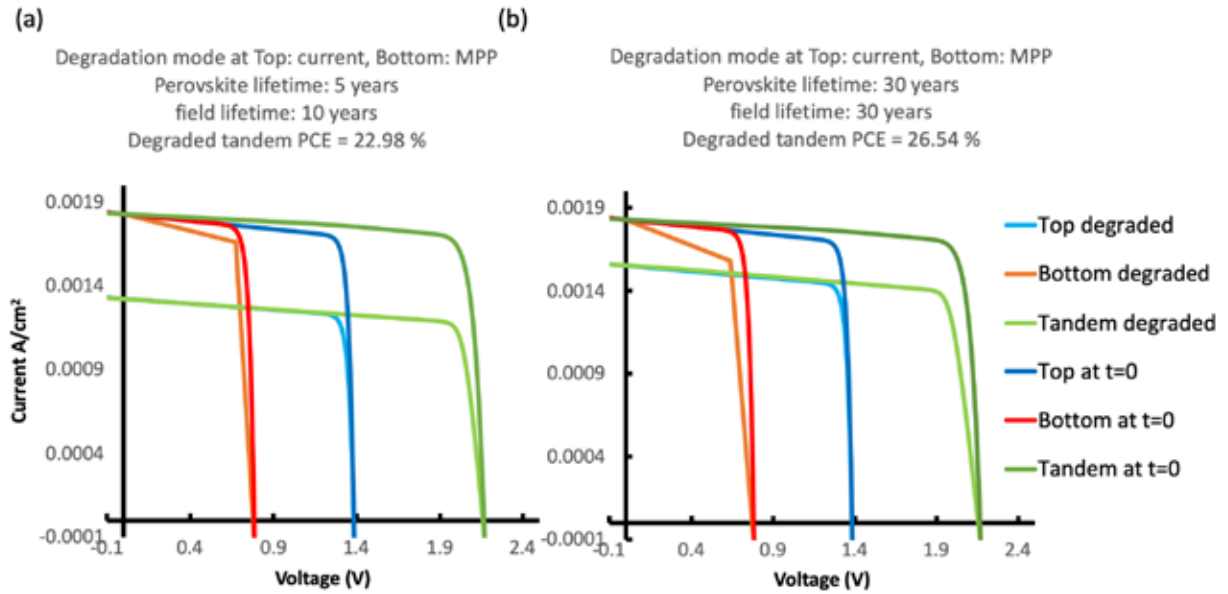 (a)
Degradation mode at Top: current, Bottom: MPP
Perovskite lifetime: 5 years
field lifetime: 10 years
Degraded tandem PCE = 22.98 %
0.0019
0.0014
0.0009
0.0004
-0.0001
-0.1 0.4 0.9 1.4 1.9 2.4
Current A/cm²
Voltage (V)
(b)
Degradation mode at Top: current, Bottom: MPP
Perovskite lifetime: 30 years
field lifetime: 30 years
Degraded tandem PCE = 26.54 %
0.0019
0.0014
0.0009
0.0004
-0.0001
-0.1 0.4 0.9 1.4 1.9 2.4
Voltage (V)
Top degraded
Bottom degraded
Tandem degraded
Top at t=0
Bottom at t=0
Tandem at t=0